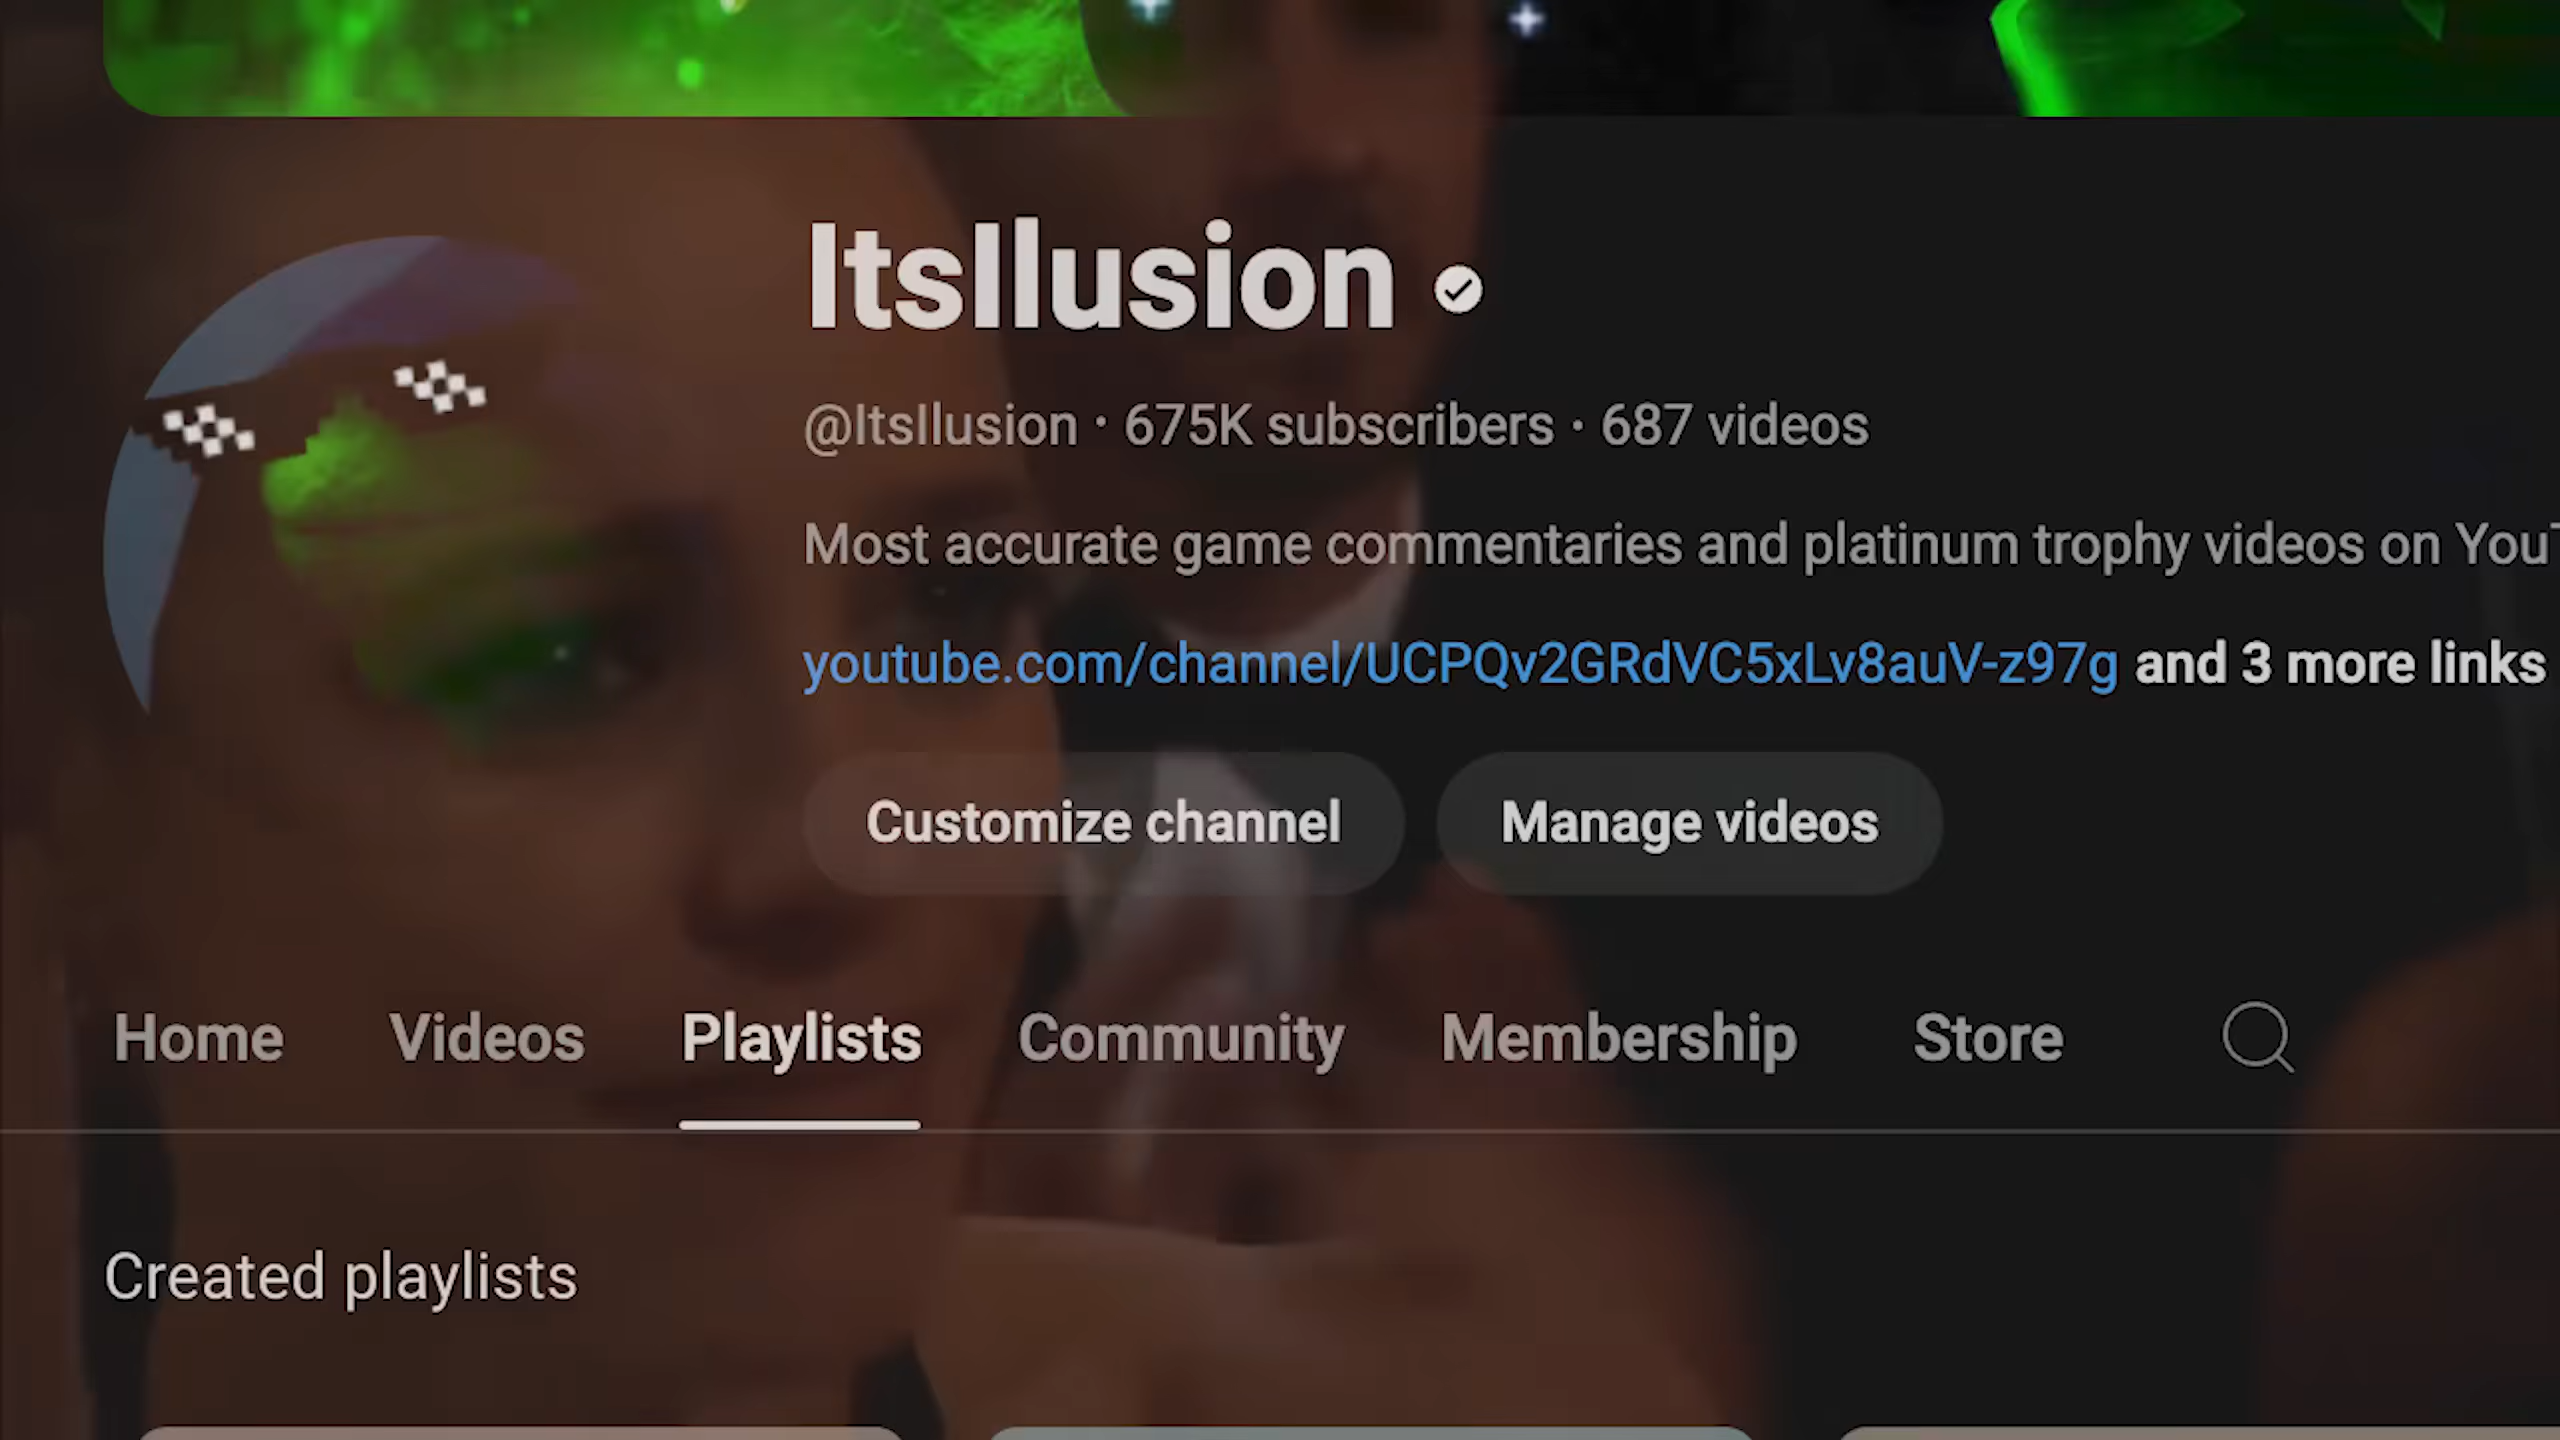 ItsIlusion
@ItsIlusion • 675K subscribers • 687 videos
Most accurate game commentaries and platinum trophy videos on YouT
youtube.com/channel/UCPQv2GRdVC5xLv8auV-z97g and 3 more links
Customize channel
Manage videos
Home
Videos
Playlists
Community
Membership
Store
Created playlists